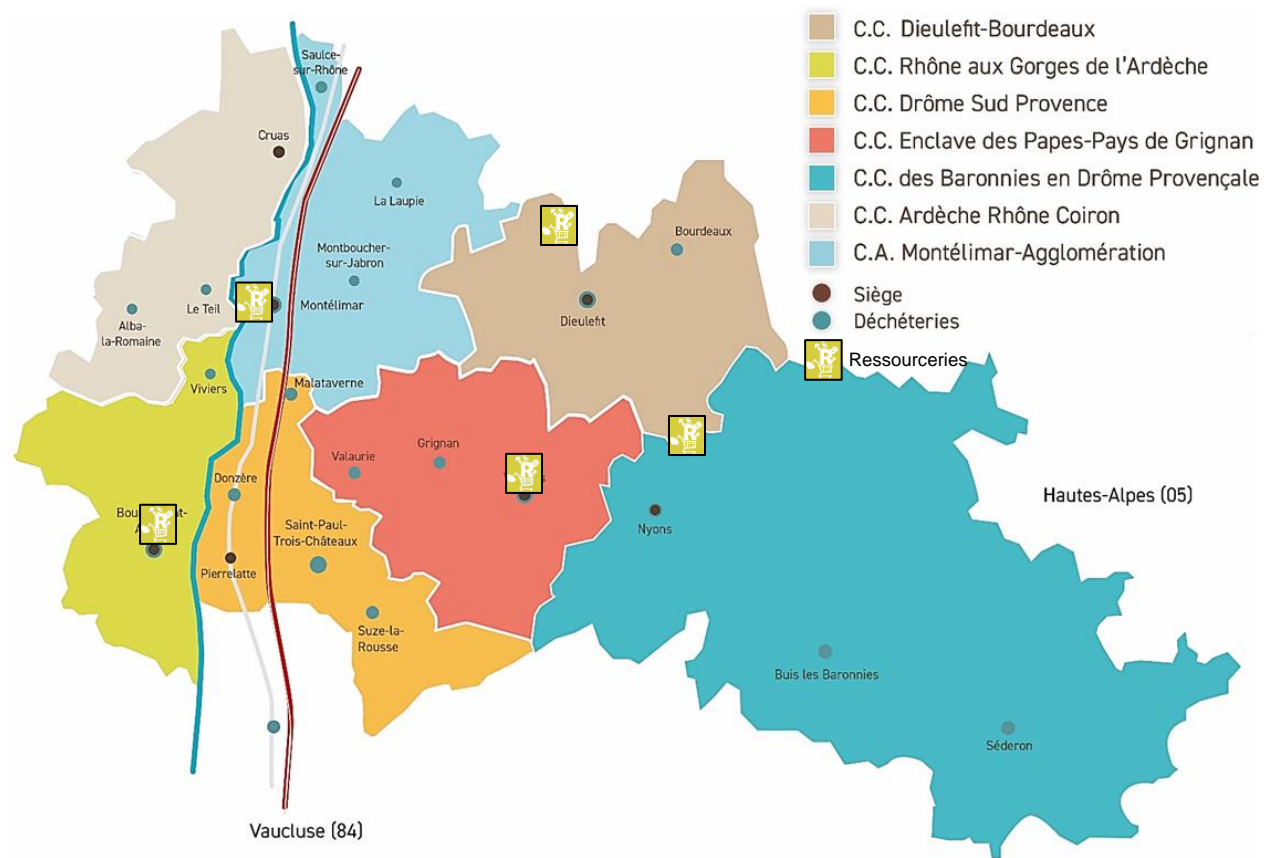 C.C. Dieulefit-Bourdeaux
C.C. Rhône aux Gorges de l'Ardèche
C.C. Drôme Sud Provence
C.C. Enclave des Papes-Pays de Grignan
C.C. des Baronnies en Drôme Provençale
C.C. Ardèche Rhône Coiron
C.A. Montélimar-Agglomération
Siège
Déchéteries
Ressourceries
Saulce-
sur-Rhône
Cruas
La Laupie
Bourdeaux
Montboucher-
sur-Jabron
Le Teil
Montélimar
Alba-
la-Romaine
Dieulefit
Viviers
Malataverne
Grignan
Valaurie
Donzère
Hautes-Alpes (05)
Saint-Paul-
Trois-Châteaux
Nyons
Pierrelatte
Suze-la-
Rousse
Buis les Baronnies
Séderon
Vaucluse (84)